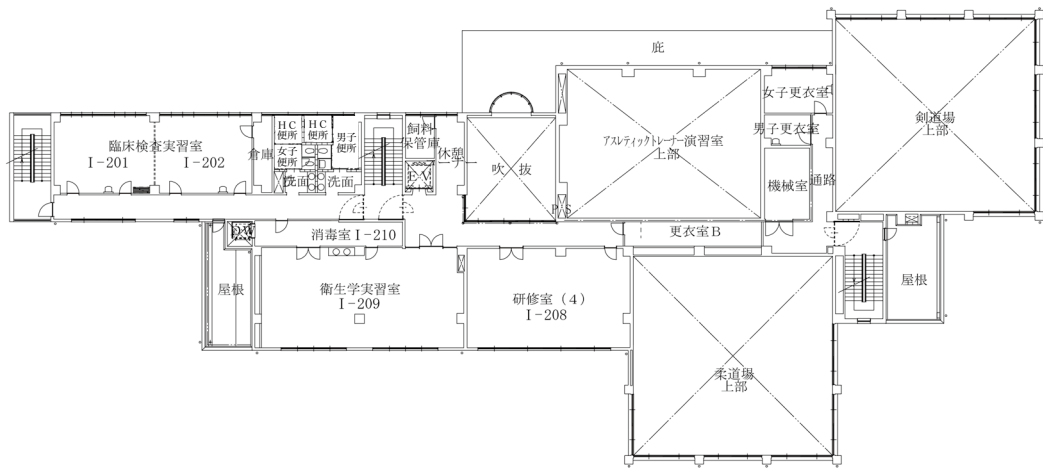 庇
女子更衣室
剣道場
上部
HC
便所
HC
便所
男子
便所
飼料
保管庫
男子更衣室
臨床検査実習室
I-201
I-202
倉庫
女子
便所
休憩
コーナー
アスレティックトレーナー演習室
上部
吹抜
EV
洗面
洗面
機械室
通路
PS
DW
消毒室I-210
更衣室B
屋根
衛生学実習室
I-209
研修室(4)
I-208
屋根
柔道場
上部